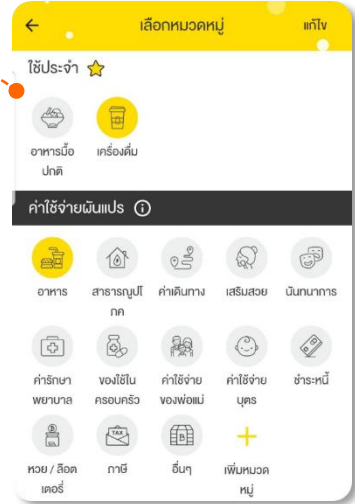 เลือกหมวดหมู่ แก้ไข
ใช้ประจำ
อาหารมื้อ เครื่องดื่ม
ปกติ
ค่าใช้จ่ายผันแปร
อาหาร สาธารณูปโ ค่าเดินทาง เสริมสวย นันทนาการ
ภค
ค่ารักษา ของใช้ใน ค่าใช้จ่าย ค่าใช้จ่าย ชำระหนี้
พยาบาล ครอบครัว ของพ่อแม่ บุตร
TAX
หวย / ล็อต ภาษี อื่นๆ เพิ่มหมวด
เตอรี่ หมู่